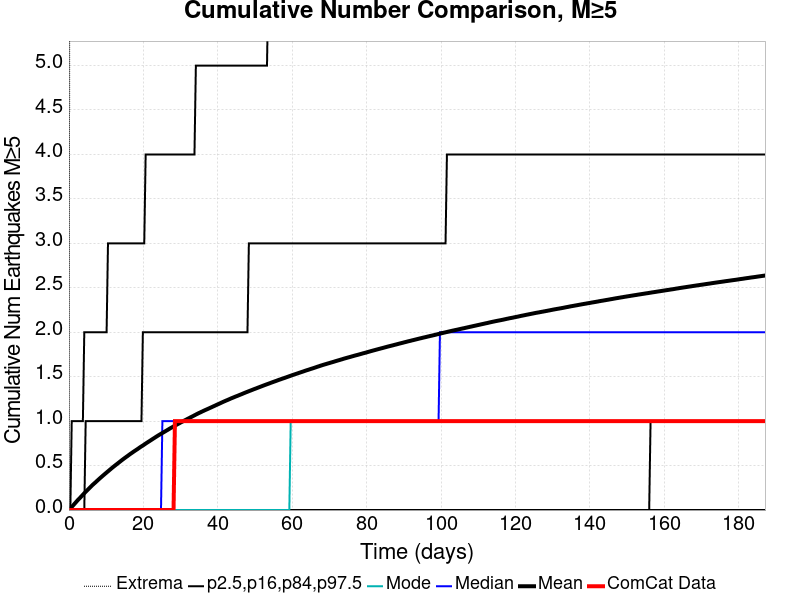 Cumulative Number Comparison, M≥5
Cumulative Num Earthquakes M≥5
5.0
4.5
4.0
3.5
3.0
2.5
2.0
1.5
1.0
0.5
0.0
0 20 40 60 80 100 120 140 160 180
Time (days)
Extrema p2.5,p16,p84,p97.5 Mode Median Mean ComCat Data